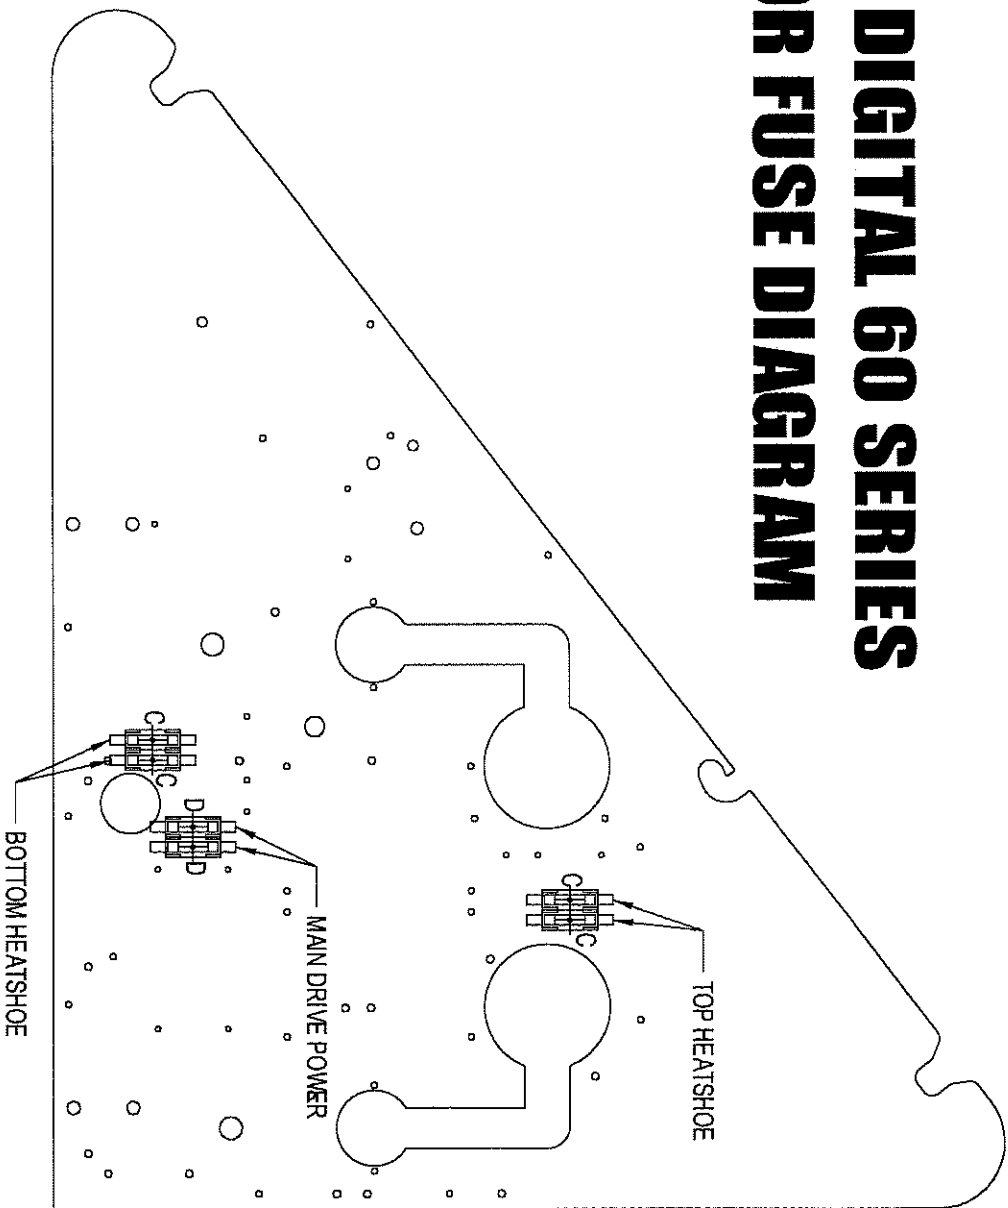 DIGITAL 60 SERIES
FUSE DIAGRAM
TOP HEATSHOE
C
C
MAIN DRIVE POWER
D
D
C
C
BOTTOM HEATSHOE